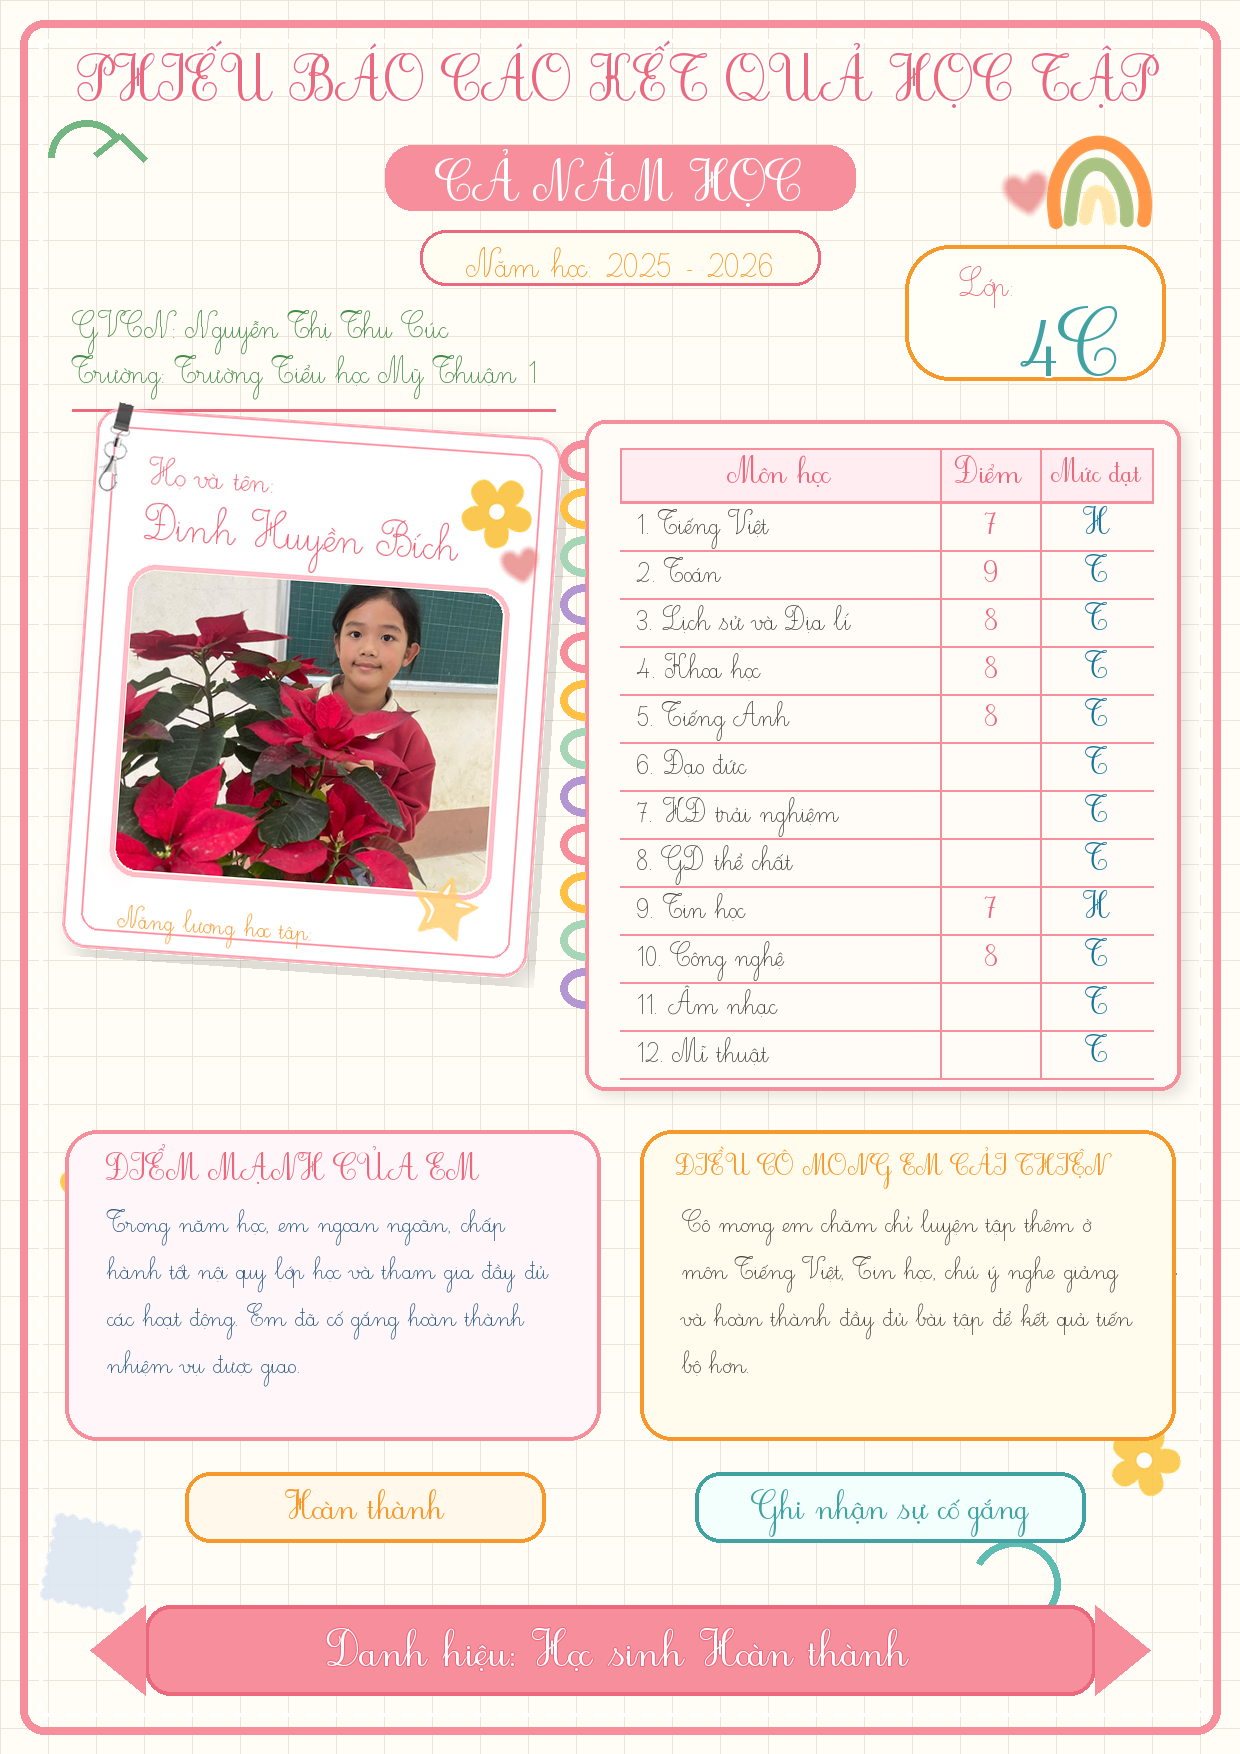 PHIẾU BÁO CÁO KẾT QUẢ HỌC TẬP
CẢ NĂM HỌC
Năm học: 2025 - 2026
Lớp:
4C
GVCN: Nguyễn Thi Thu Cúc
Trường: Trường Tiểu học Mỹ Thuận 1
Họ và tên:
Đinh Huyền Bích
Năng lượng học tập:
Môn học Điểm Mức đạt
1. Tiếng Việt 7 H
2. Toán 9 T
3. Lịch sử và Địa lí 8 T
4. Khoa học 8 T
5. Tiếng Anh 8 T
6. Đạo đức T
7. HĐ trải nghiêm T
8. GD thể chất T
9. Tin học 7 H
10. Công nghệ 8 T
11. Âm nhạc T
12. Mĩ thuật T
ĐIỂM MẠNH CỦA EM
Trong năm học, em ngoan ngoãn, chấp
hành tốt nôi quy lớp học và tham gia đầy đủ
các hoat động. Em đã cố gắng hoàn thành
nhiêm vu được giao.
ĐIỀU CÔ MONG EM CẢI THIỆN
Cô mong em chăm chỉ luyện tập thêm ở
môn Tiếng Việt, Tin học, chú ý nghe giảng
và hoàn thành đầy đủ bài tập để kết quả tiến
bộ hơn.
Hoàn thành
Ghi nhận sự cố gắng
Danh hiệu: Học sinh Hoàn thành